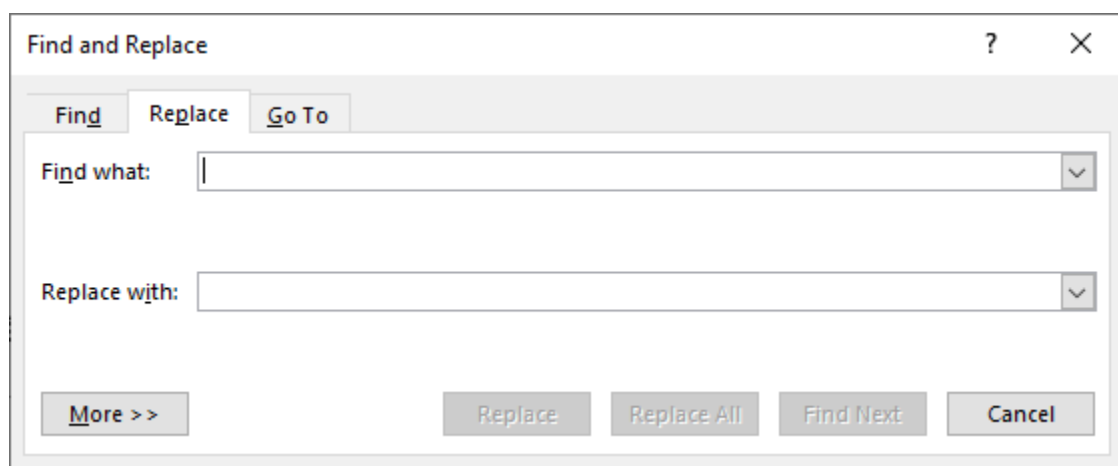 Find and Replace ?
Find Replace Go To
Find what:
Replace with:
More >> Replace Replace All Find Next Cancel